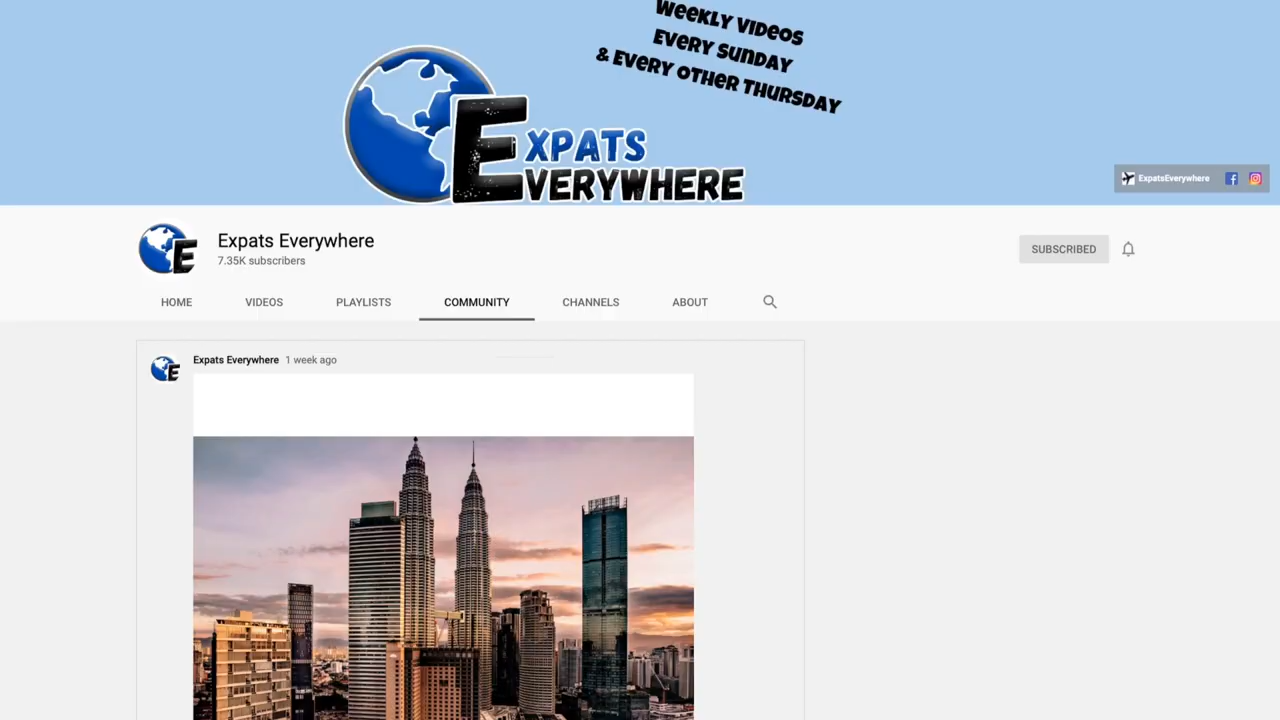 WEEKLY VIDEOS
EVERY SUNDAY
& EVERY OTHER THURSDAY
EXPATS
EVERYWHERE
ExpatsEverywhere
E
Expats Everywhere
7.35K subscribers
SUBSCRIBED
HOME VIDEOS PLAYLISTS COMMUNITY CHANNELS ABOUT
E
Expats Everywhere 1 week ago